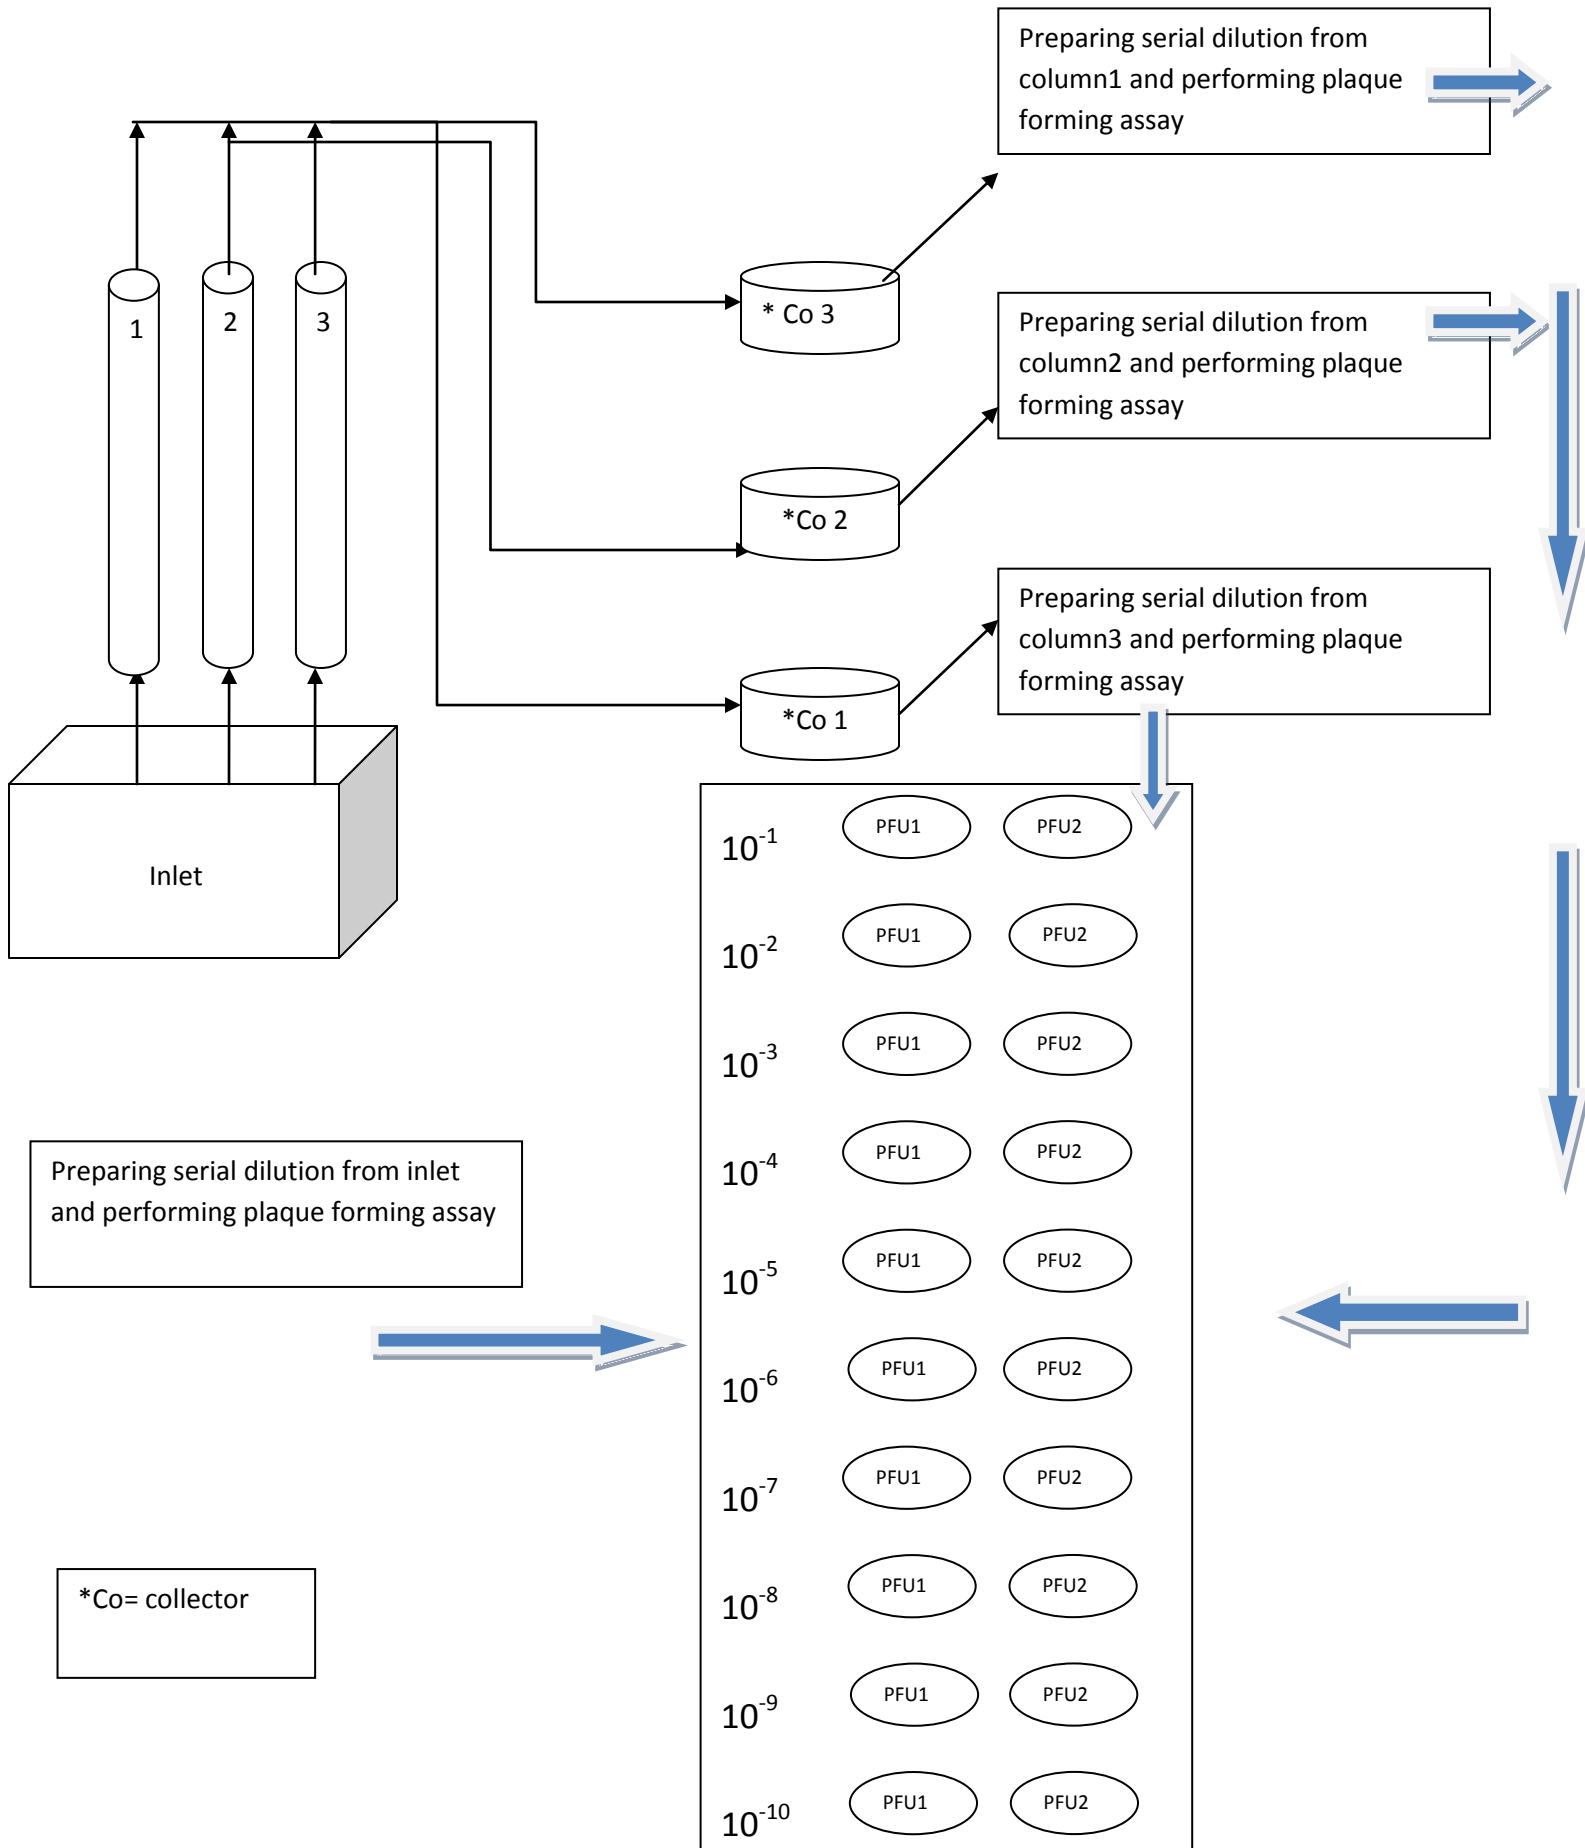 Preparing serial dilution from
column1 and performing plaque
forming assay
1
2
3
* Co 3
Preparing serial dilution from
column2 and performing plaque
forming assay
*Co 2
Preparing serial dilution from
column3 and performing plaque
forming assay
*Co 1
Inlet
10⁻¹ PFU1 PFU2
10⁻² PFU1 PFU2
10⁻³ PFU1 PFU2
10⁻⁴ PFU1 PFU2
Preparing serial dilution from inlet
and performing plaque forming assay
10⁻⁵ PFU1 PFU2
10⁻⁶ PFU1 PFU2
10⁻⁷ PFU1 PFU2
*Co= collector
10⁻⁸ PFU1 PFU2
10⁻⁹ PFU1 PFU2
10⁻¹⁰ PFU1 PFU2